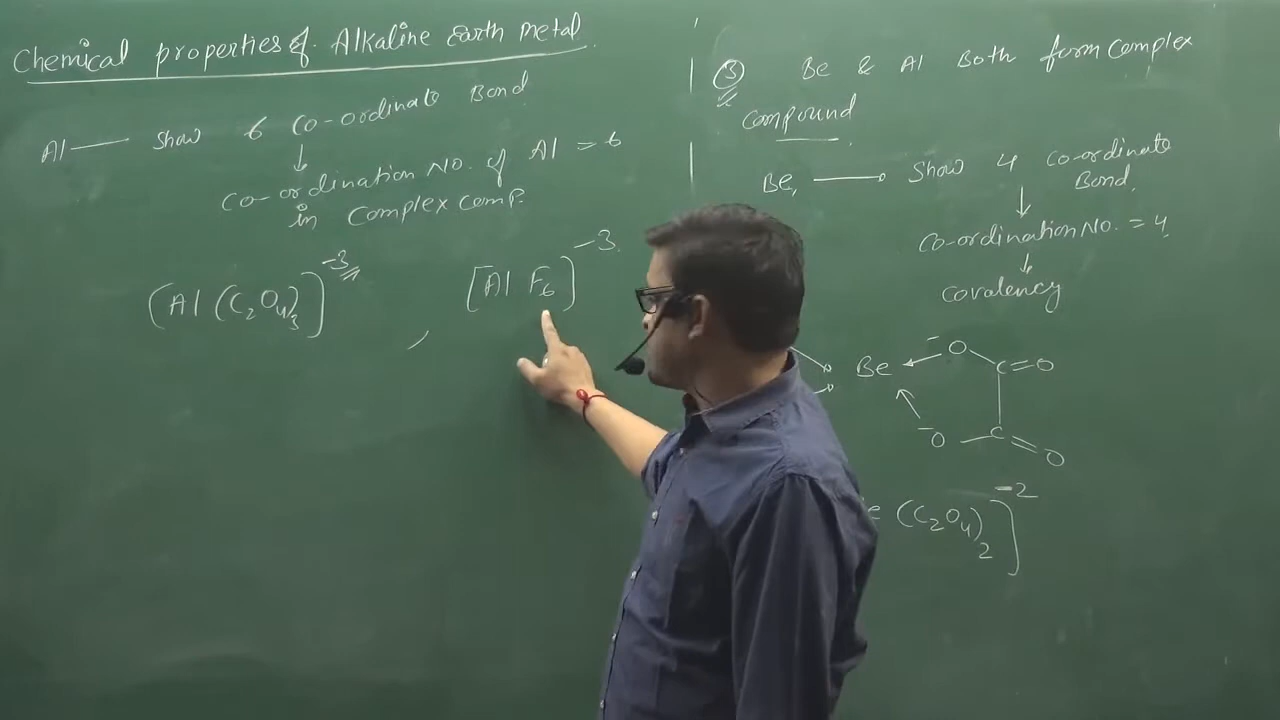 Chemical properties of. Alkaline Earth metal.
Al — Show 6 Co-ordinate Bond
↓
Co-ordination No. of Al = 6
in Complex Comp.
(Al (C2O4)3]-3 , [Al F6]-3.
③ Be & Al Both form Complex
Compound.
Be, → Show 4 Co-ordinate
Bond.
↓
Co-ordination No. = 4
↓
Covalency
Be ← -O
C=O
-O — C
O
(C2O4)2]-2